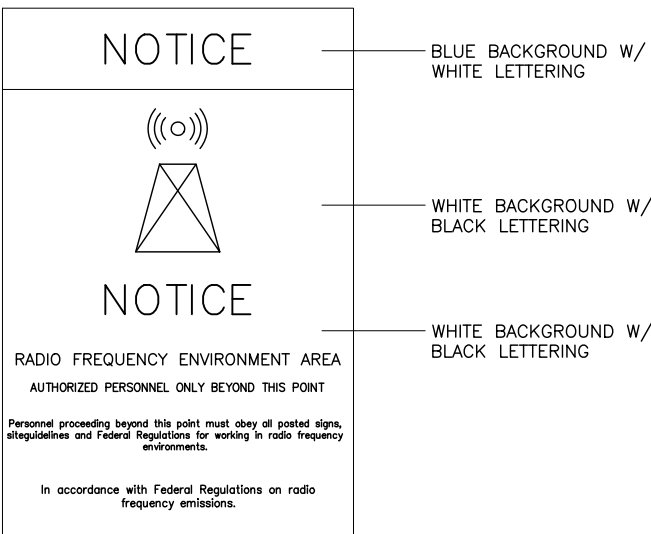 NOTICE
BLUE BACKGROUND W/
WHITE LETTERING
WHITE BACKGROUND W/
BLACK LETTERING
NOTICE
WHITE BACKGROUND W/
BLACK LETTERING
RADIO FREQUENCY ENVIRONMENT AREA
AUTHORIZED PERSONNEL ONLY BEYOND THIS POINT
Personnel proceeding beyond this point must obey all posted signs,
siteguidelines and Federal Regulations for working in radio frequency
environments.
In accordance with Federal Regulations on radio
frequency emissions.